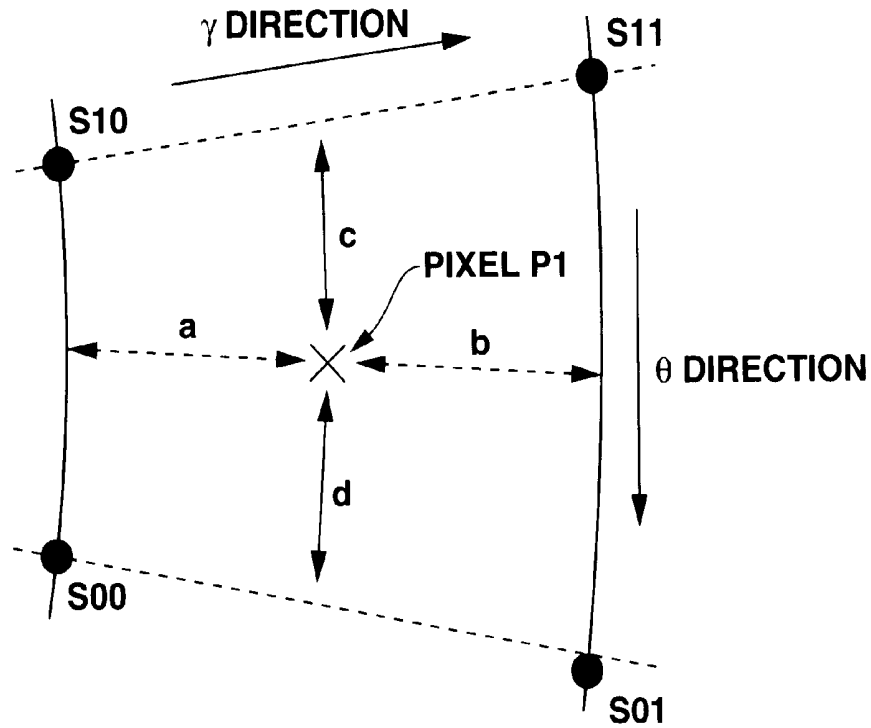 γ DIRECTION
S11
S10
c
PIXEL P1
a
b
θ DIRECTION
d
S00
S01